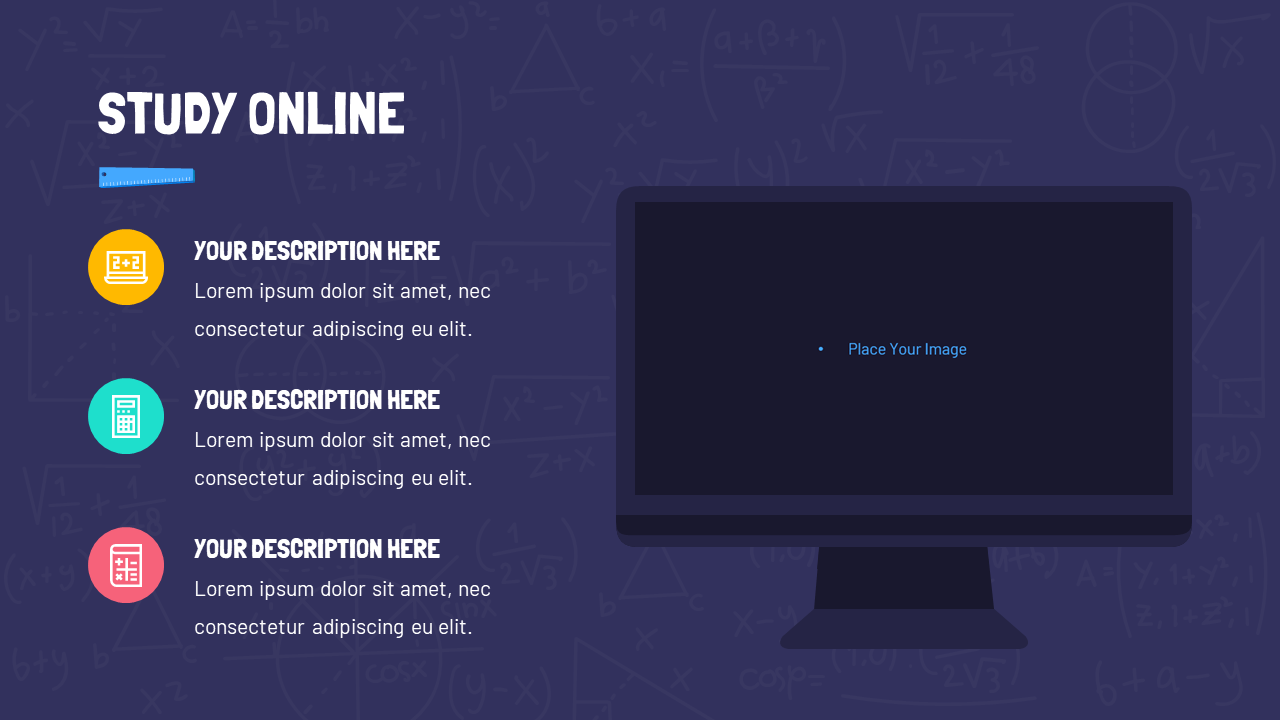 STUDY ONLINE
YOUR DESCRIPTION HERE
Lorem ipsum dolor sit amet, nec
consectetur adipiscing eu elit.
YOUR DESCRIPTION HERE
Lorem ipsum dolor sit amet, nec
consectetur adipiscing eu elit.
YOUR DESCRIPTION HERE
Lorem ipsum dolor sit amet, nec
consectetur adipiscing eu elit.
• Place Your Image
2+2